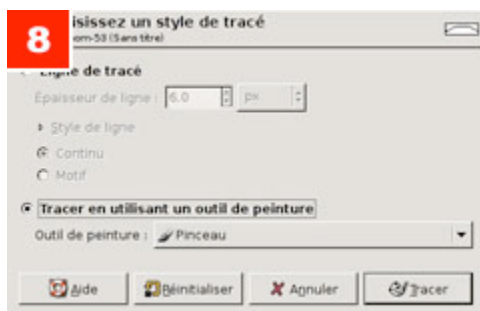 8
isissez un style de tracé
om-53 (Sans titre)
Ligne de tracé
Épaisseur de ligne : 6.0 px
Style de ligne
Continu
Motif
Tracer en utilisant un outil de peinture
Outil de peinture : Pinceau
Aide Réinitialiser Annuler Tracer